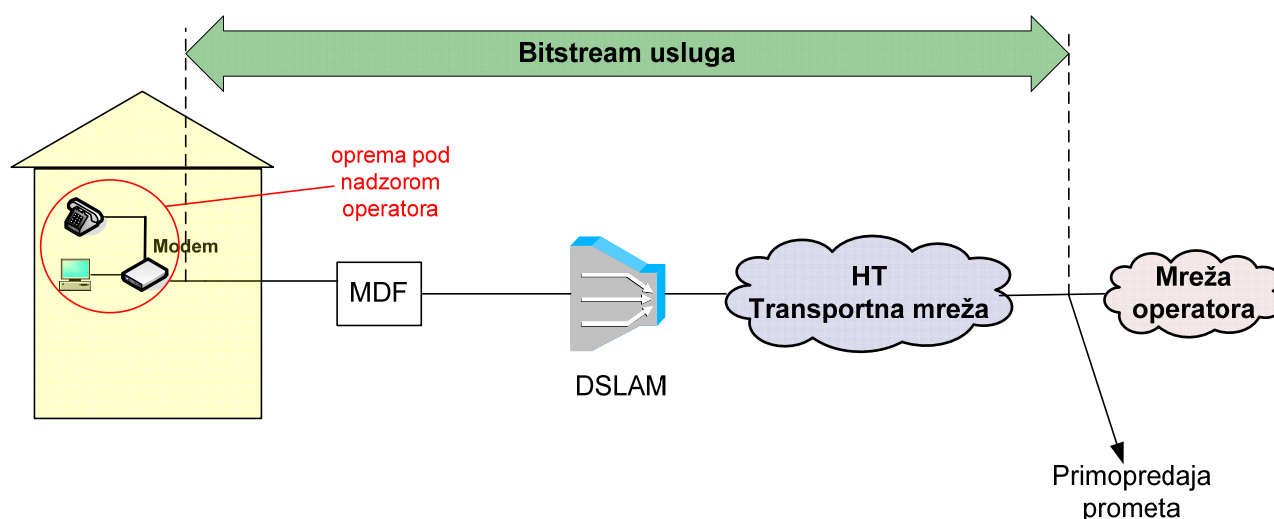 Bitstream usluga
oprema pod
nadzorom
operatora
Modem
MDF
DSLAM
HT
Transportna mreža
Mreža
operatora
Primopredaja
prometa